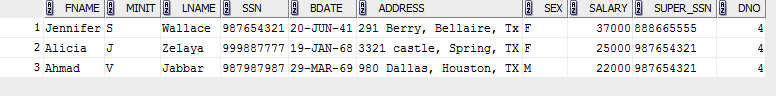 FNAME MINIT LNAME SSN BDATE ADDRESS SEX SALARY SUPER_SSN DNO
1 Jennifer S Wallace 987654321 20-JUN-41 291 Berry, Bellaire, Tx F 37000 888665555 4
2 Alicia J Zelaya 999887777 19-JAN-68 3321 castle, Spring, TX F 25000 987654321 4
3 Ahmad V Jabbar 987987987 29-MAR-69 980 Dallas, Houston, TX M 22000 987654321 4